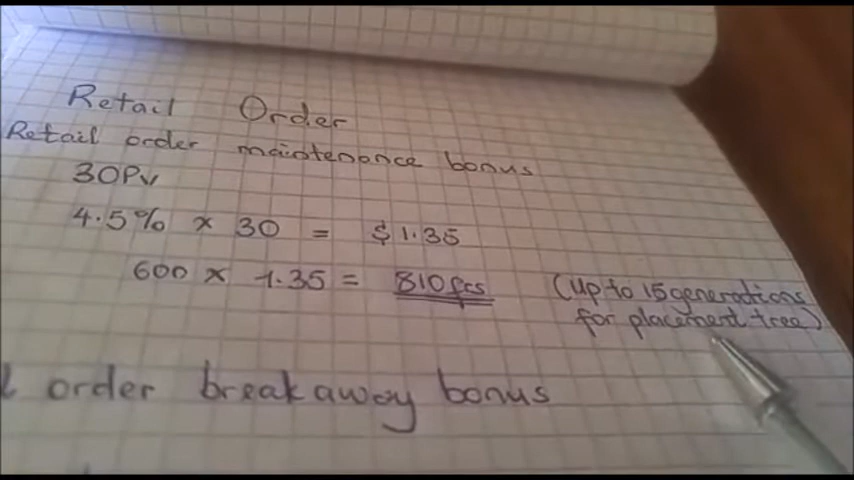 Retail Order
Retail order maintenance bonus
30Pv
4.5% x 30 = $1.35
600 x 1.35 = 810 fcs (up to 15 generations
for placement tree)
order breakaway bonus